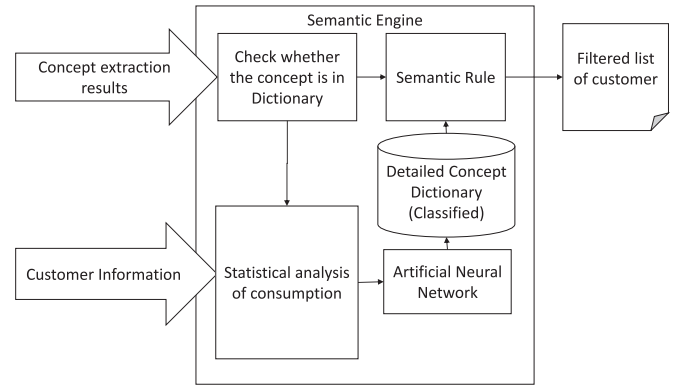 Semantic Engine
Concept extraction
results
Check whether
the concept is in
Dictionary
Semantic Rule
Filtered list
of customer
Detailed Concept
Dictionary
(Classified)
Customer Information
Statistical analysis
of consumption
Artificial Neural
Network